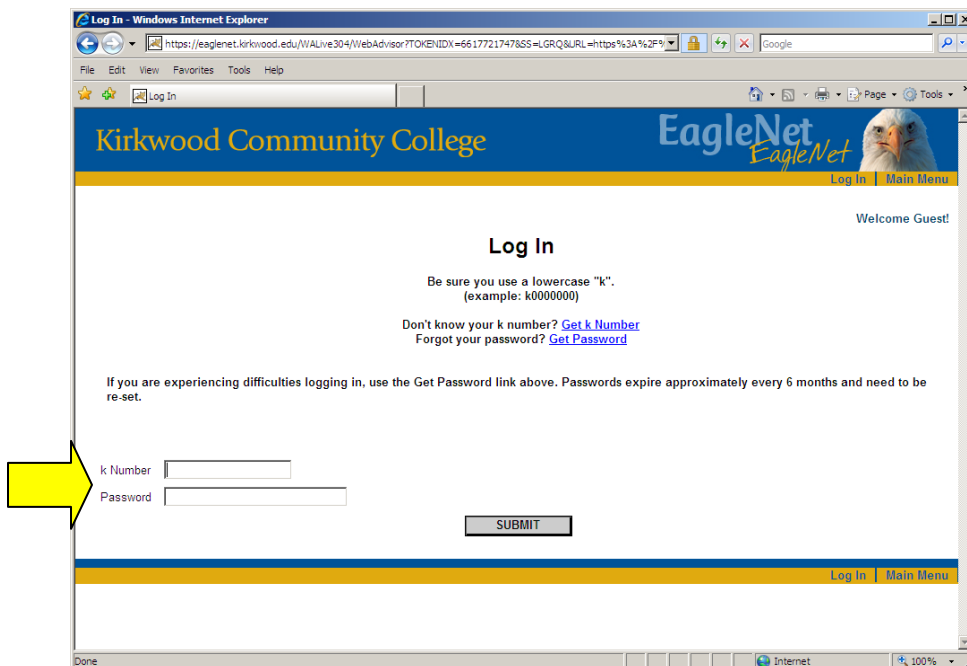 Log In - Windows Internet Explorer
https://eaglenet.kirkwood.edu/WALive304/WebAdvisor?TOKENIDX=6617721747&SS=LGRQ&URL=https%3A%2F%
Google
File Edit View Favorites Tools Help
Log In
Page Tools
Kirkwood Community College
EagleNet
EagleNet
Log In Main Menu
Welcome Guest!
Log In
Be sure you use a lowercase "k".
(example: k0000000)
Don't know your k number? Get k Number
Forgot your password? Get Password
If you are experiencing difficulties logging in, use the Get Password link above. Passwords expire approximately every 6 months and need to be
re-set.
k Number
Password
SUBMIT
Log In Main Menu
Done Internet 100%